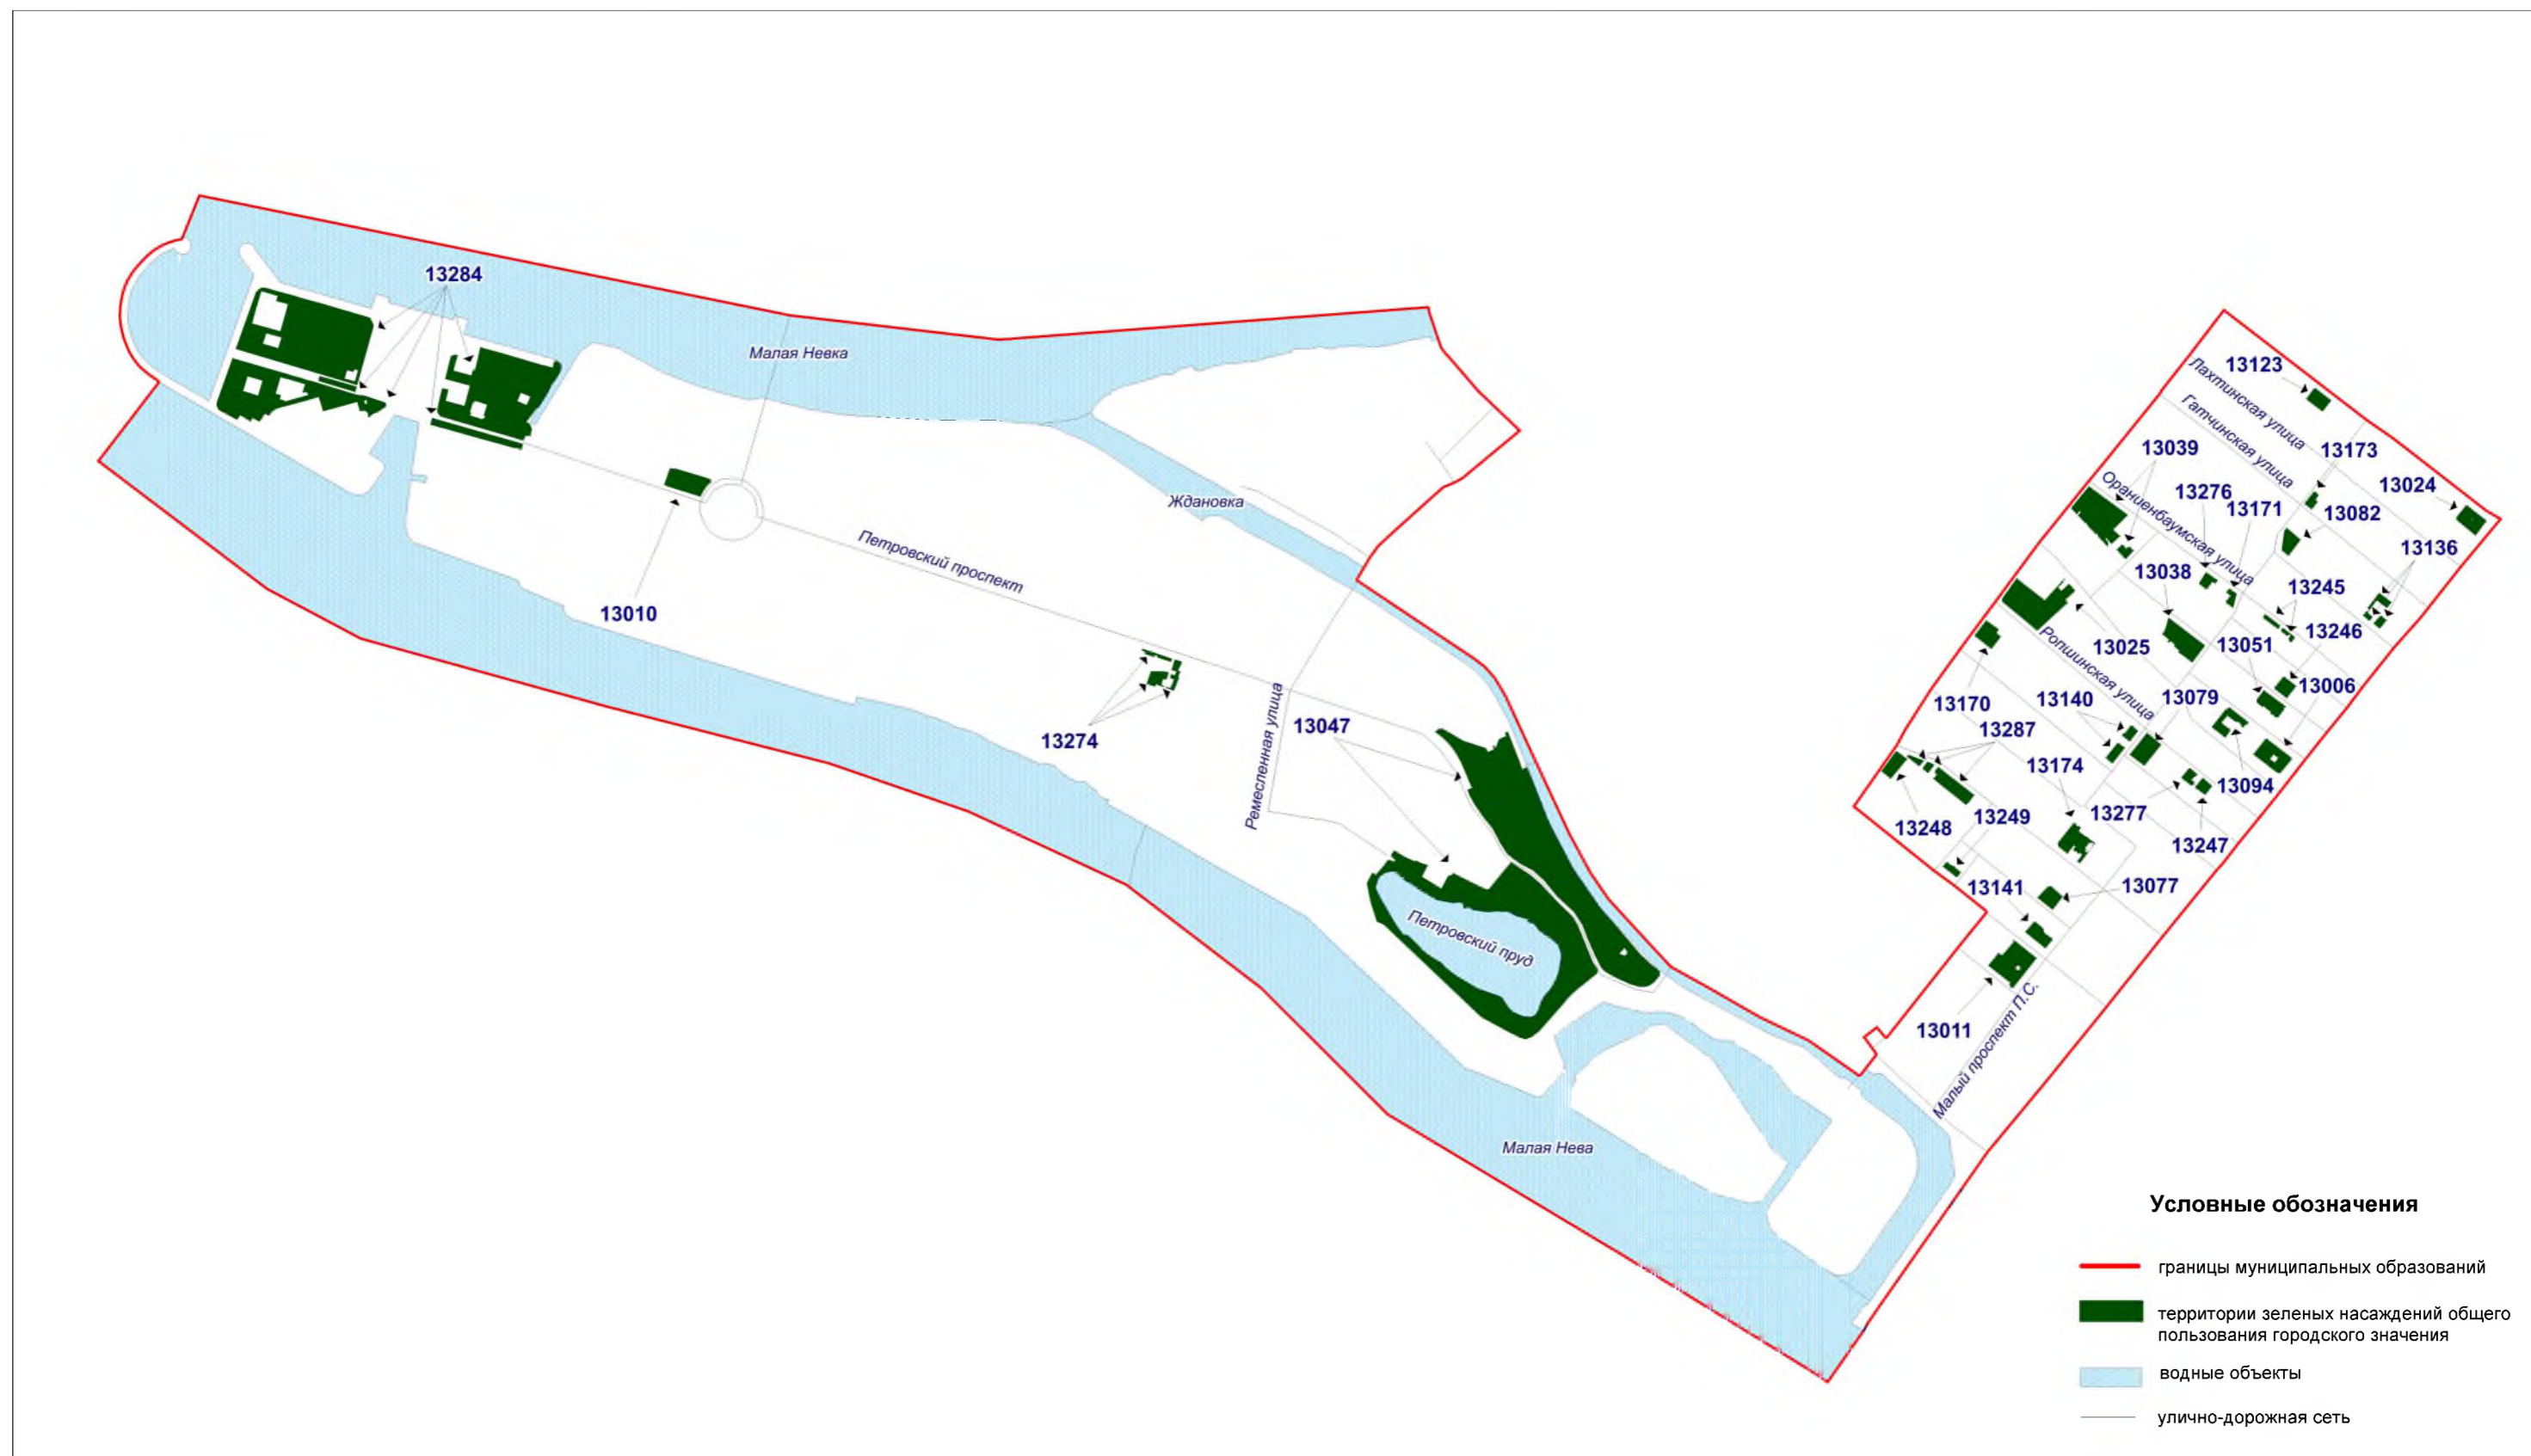 13284
Малая Невка
13123
Лахтинская улица
Гатчинская улица
13039
13173
Ораниенбаумская улица
13276
13024
13171
13082
Ждановка
13136
Петровский проспект
13038
13245
13010
13246
13025
13051
Ропшинская улица
13006
13170
13140
13079
Ремесленная улица
13047
13287
13274
13174
13094
13277
13248
13249
13247
13141
13077
Петровский пруд
13011
Малый проспект П.С.
Малая Нева
Условные обозначения
границы муниципальных образований
территории зеленых насаждений общего
пользования городского значения
водные объекты
улично-дорожная сеть